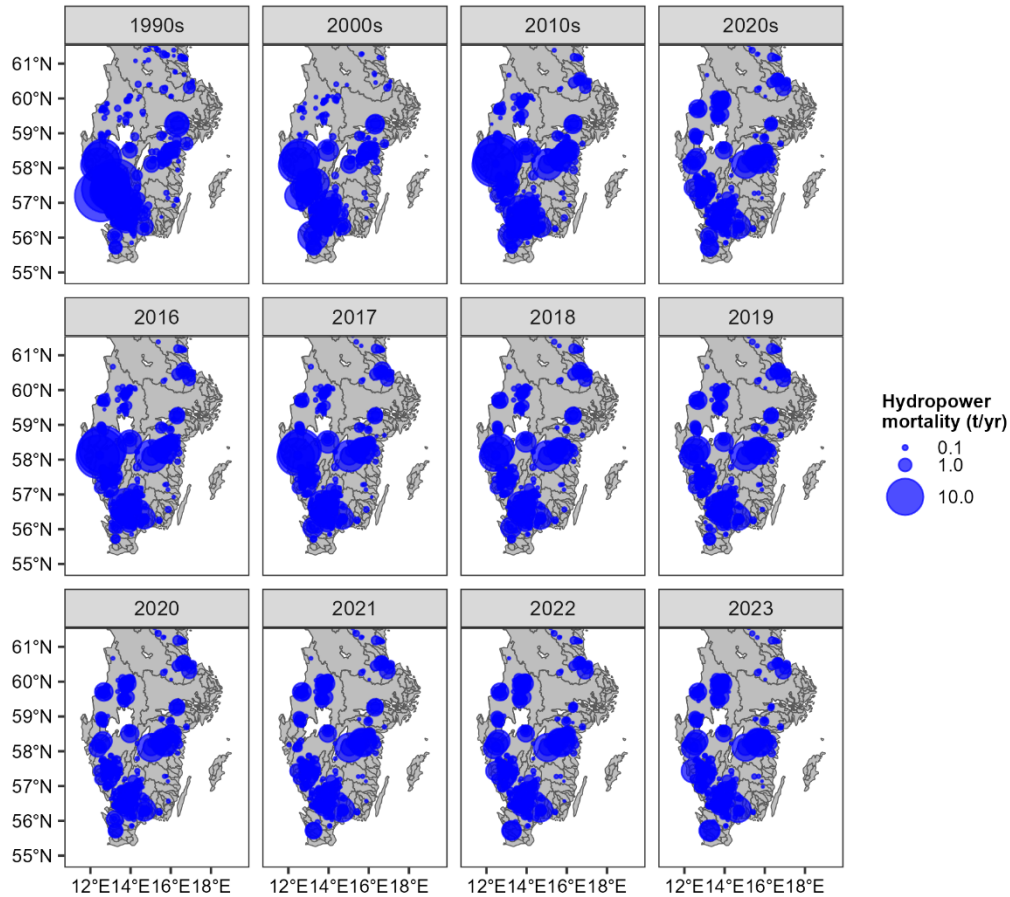 1990s 2000s 2010s 2020s
61°N
60°N
59°N
58°N
57°N
56°N
55°N
2016 2017 2018 2019
61°N
60°N
59°N
58°N
57°N
56°N
55°N
Hydropower
mortality (t/yr)
0.1
1.0
10.0
2020 2021 2022 2023
61°N
60°N
59°N
58°N
57°N
56°N
55°N
12°E14°E16°E18°E 12°E14°E16°E18°E 12°E14°E16°E18°E 12°E14°E16°E18°E